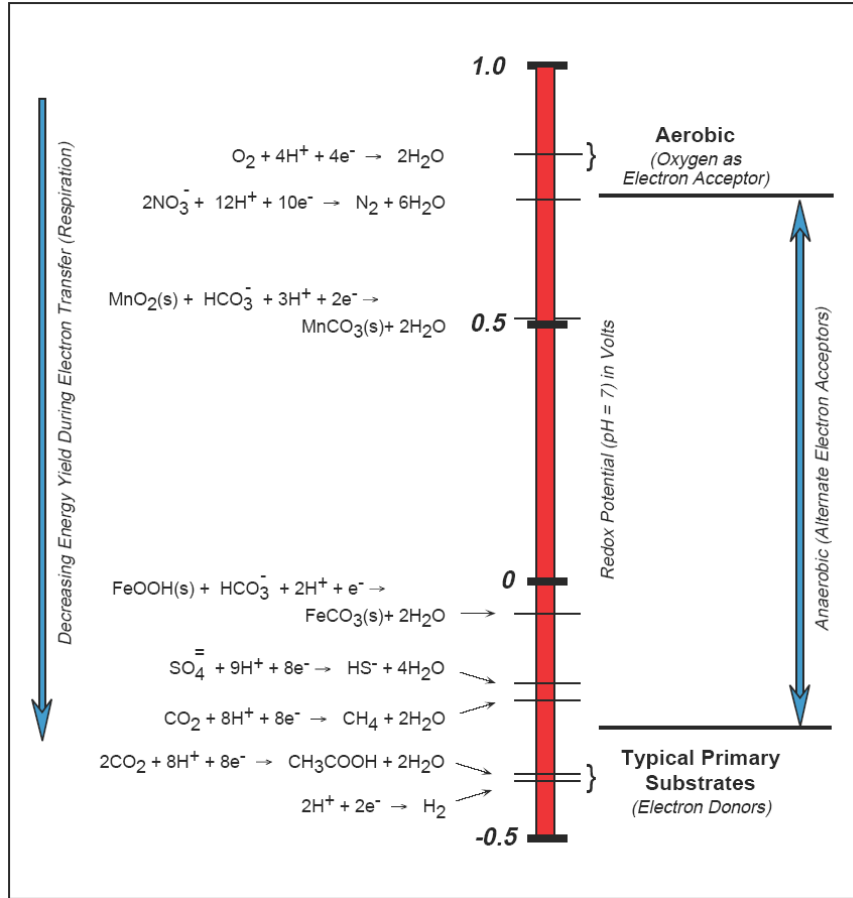 1.0
Aerobic
(Oxygen as
Electron Acceptor)
O₂ + 4H⁺ + 4e⁻ → 2H₂O
}
2NO₃⁻ + 12H⁺ + 10e⁻ → N₂ + 6H₂O
MnO₂(s) + HCO₃⁻ + 3H⁺ + 2e⁻ →
MnCO₃(s)+ 2H₂O
0.5
Decreasing Energy Yield During Electron Transfer (Respiration)
Redox Potential (pH = 7) in Volts
Anaerobic (Alternate Electron Acceptors)
0
FeOOH(s) + HCO₃⁻ + 2H⁺ + e⁻ →
FeCO₃(s)+ 2H₂O
SO₄⁼ + 9H⁺ + 8e⁻ → HS⁻ + 4H₂O
CO₂ + 8H⁺ + 8e⁻ → CH₄ + 2H₂O
2CO₂ + 8H⁺ + 8e⁻ → CH₃COOH + 2H₂O
2H⁺ + 2e⁻ → H₂
}
Typical Primary
Substrates
(Electron Donors)
-0.5